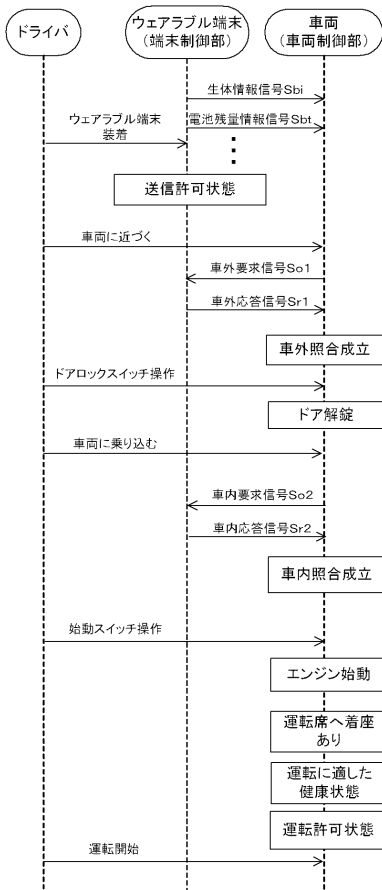 ドライバ
ウェアラブル端末
(端末制御部)
車両
(車両制御部)
生体情報信号Sbi
電池残量情報信号Sbt
ウェアラブル端末
装着
送信許可状態
車両に近づく
車外要求信号So1
車外応答信号Sr1
車外照合成立
ドアロックスイッチ操作
ドア解錠
車両に乗り込む
車内要求信号So2
車内応答信号Sr2
車内照合成立
始動スイッチ操作
エンジン始動
運転席へ着座
あり
運転に適した
健康状態
運転許可状態
運転開始